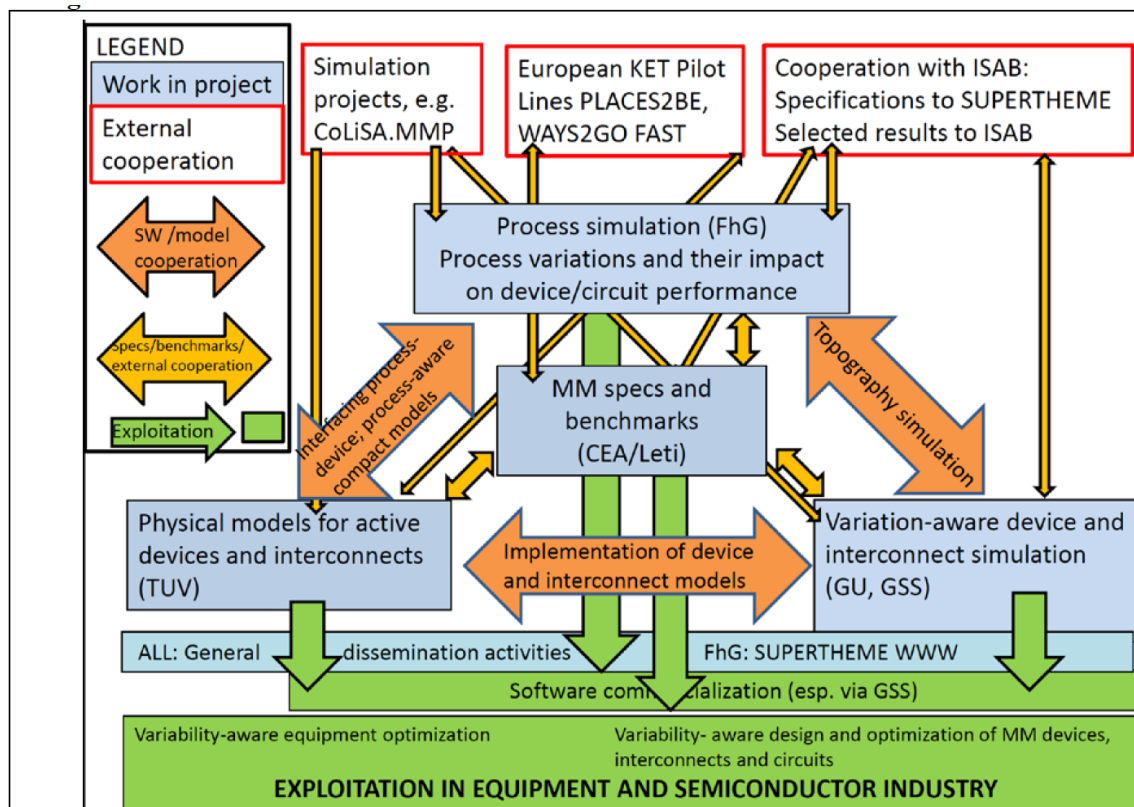 LEGEND
Work in project
External
cooperation
SW /model
cooperation
Specs/benchmarks/
external cooperation
Exploitation
Simulation
projects, e.g.
CoLiSA.MMP
European KET Pilot
Lines PLACES2BE,
WAYS2GO FAST
Cooperation with ISAB:
Specifications to SUPERTHEME
Selected results to ISAB
Process simulation (FhG)
Process variations and their impact
on device/circuit performance
Interfacing process-
device; process-aware
compact models
Topography simulation
MM specs and
benchmarks
(CEA/Leti)
Physical models for active
devices and interconnects
(TUV)
Implementation of device
and interconnect models
Variation-aware device and
interconnect simulation
(GU, GSS)
ALL: General dissemination activities FhG: SUPERTHEME WWW
Software com cialization (esp. via GSS)
Variability-aware equipment optimization
Variability- aware design and optimization of MM devices,
interconnects and circuits
EXPLOITATION IN EQUIPMENT AND SEMICONDUCTOR INDUSTRY